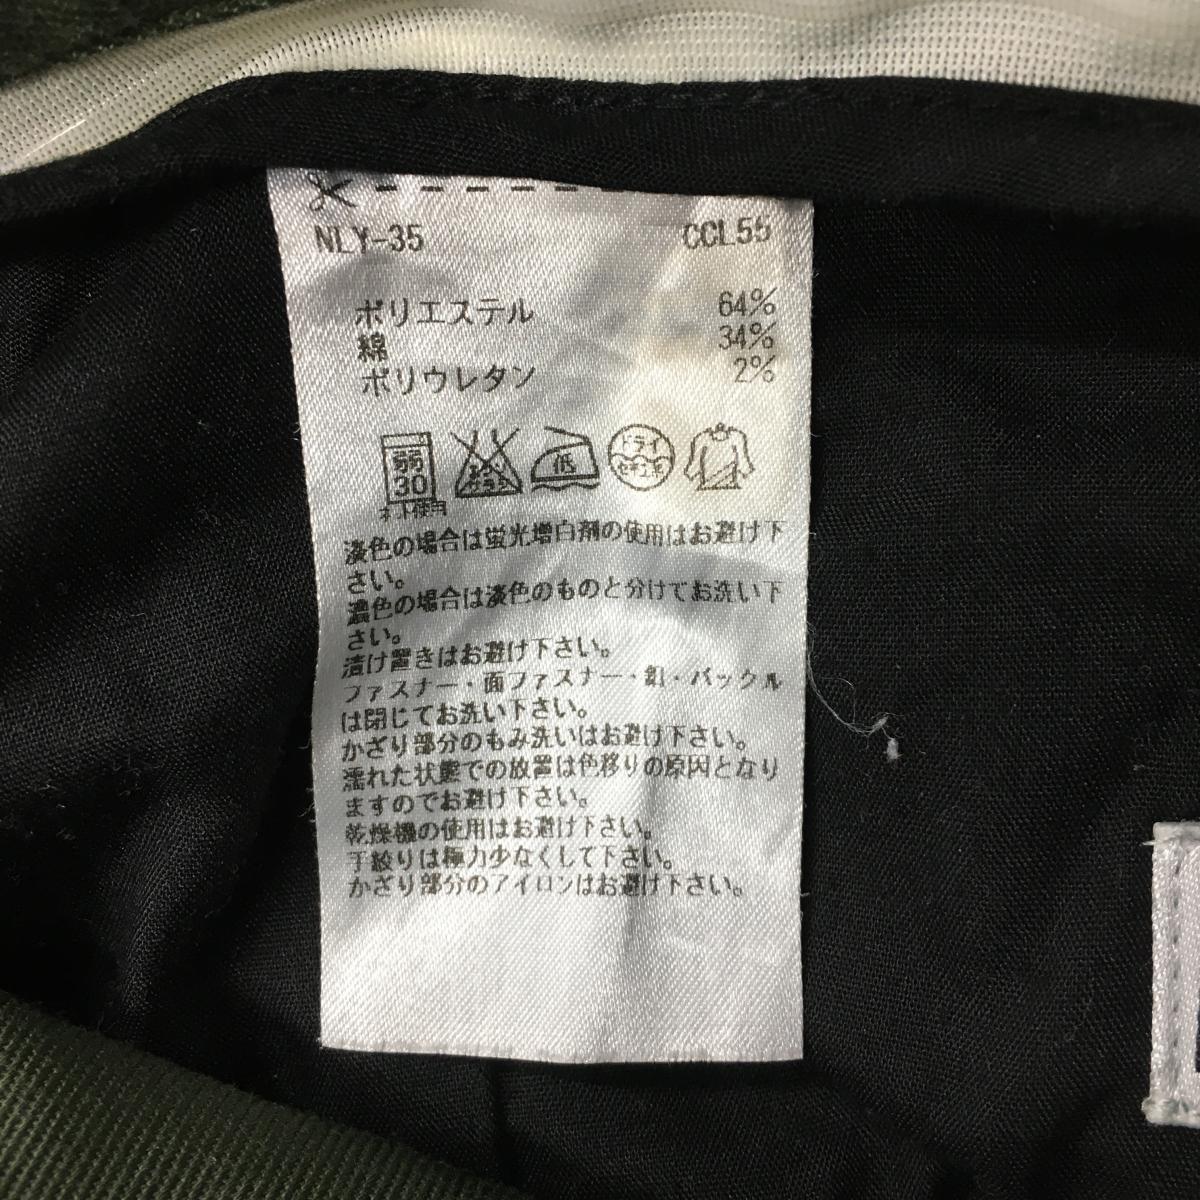 NLY-35 CCL55
ポリエステル 64%
綿 34%
ポリウレタン 2%
弱 30 エンソ サラシ 低 ドライ セキユ系
ネット使用
淡色の場合は蛍光増白剤の使用はお避け下
さい。
濃色の場合は淡色のものと分けてお洗い下
さい。
漬け置きはお避け下さい。
ファスナー・面ファスナー・釦・バックル
は閉じてお洗い下さい。
かざり部分のもみ洗いはお避け下さい。
濡れた状態での放置は色移りの原因となり
ますのでお避け下さい。
乾燥機の使用はお避け下さい。
手絞りは極力少なくして下さい。
かざり部分のアイロンはお避け下さい。